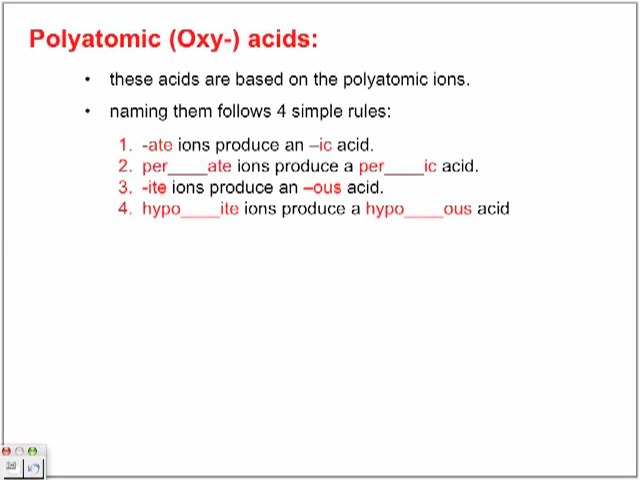 Polyatomic (Oxy-) acids:
• these acids are based on the polyatomic ions.
• naming them follows 4 simple rules:
1. -ate ions produce an –ic acid.
2. per____ate ions produce a per____ic acid.
3. -ite ions produce an –ous acid.
4. hypo____ite ions produce a hypo____ous acid